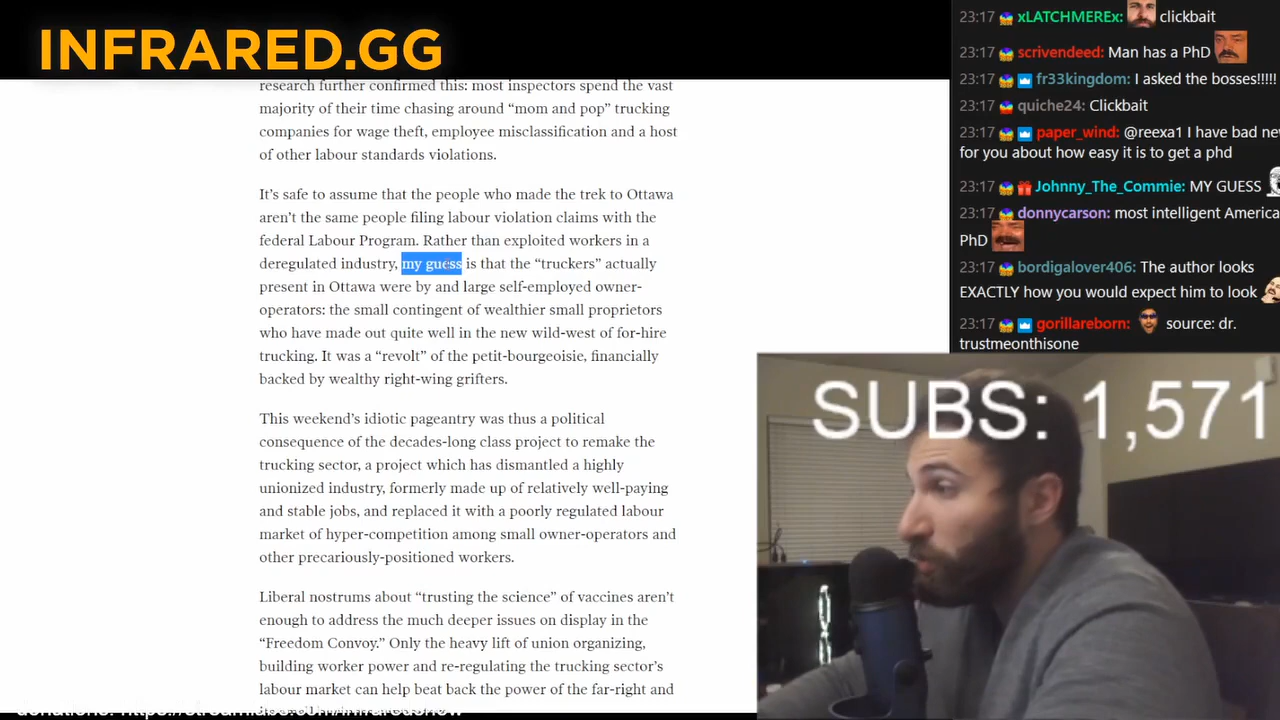 INFRARED.GG
research further confirmed this: most inspectors spend the vast
majority of their time chasing around “mom and pop” trucking
companies for wage theft, employee misclassification and a host
of other labour standards violations.
It’s safe to assume that the people who made the trek to Ottawa
aren’t the same people filing labour violation claims with the
federal Labour Program. Rather than exploited workers in a
deregulated industry, my guess is that the “truckers” actually
present in Ottawa were by and large self-employed owner-
operators: the small contingent of wealthier small proprietors
who have made out quite well in the new wild-west of for-hire
trucking. It was a “revolt” of the petit-bourgeoisie, financially
backed by wealthy right-wing grifters.
This weekend’s idiotic pageantry was thus a political
consequence of the decades-long class project to remake the
trucking sector, a project which has dismantled a highly
unionized industry, formerly made up of relatively well-paying
and stable jobs, and replaced it with a poorly regulated labour
market of hyper-competition among small owner-operators and
other precariously-positioned workers.
Liberal nostrums about “trusting the science” of vaccines aren’t
enough to address the much deeper issues on display in the
“Freedom Convoy.” Only the heavy lift of union organizing,
building worker power and re-regulating the trucking sector’s
labour market can help beat back the power of the far-right and
23:17 xLATCHMEREx: clickbait
23:17 scrivendeed: Man has a PhD
23:17 fr33kingdom: I asked the bosses!!!!!
23:17 quiche24: Clickbait
23:17 paper_wind: @reexa1 I have bad ne
for you about how easy it is to get a phd
23:17 Johnny_The_Commie: MY GUESS
23:17 donnycarson: most intelligent America
PhD
23:17 bordigalover406: The author looks
EXACTLY how you would expect him to look
23:17 gorillareborn: source: dr.
trustmeonthisone
SUBS: 1,571